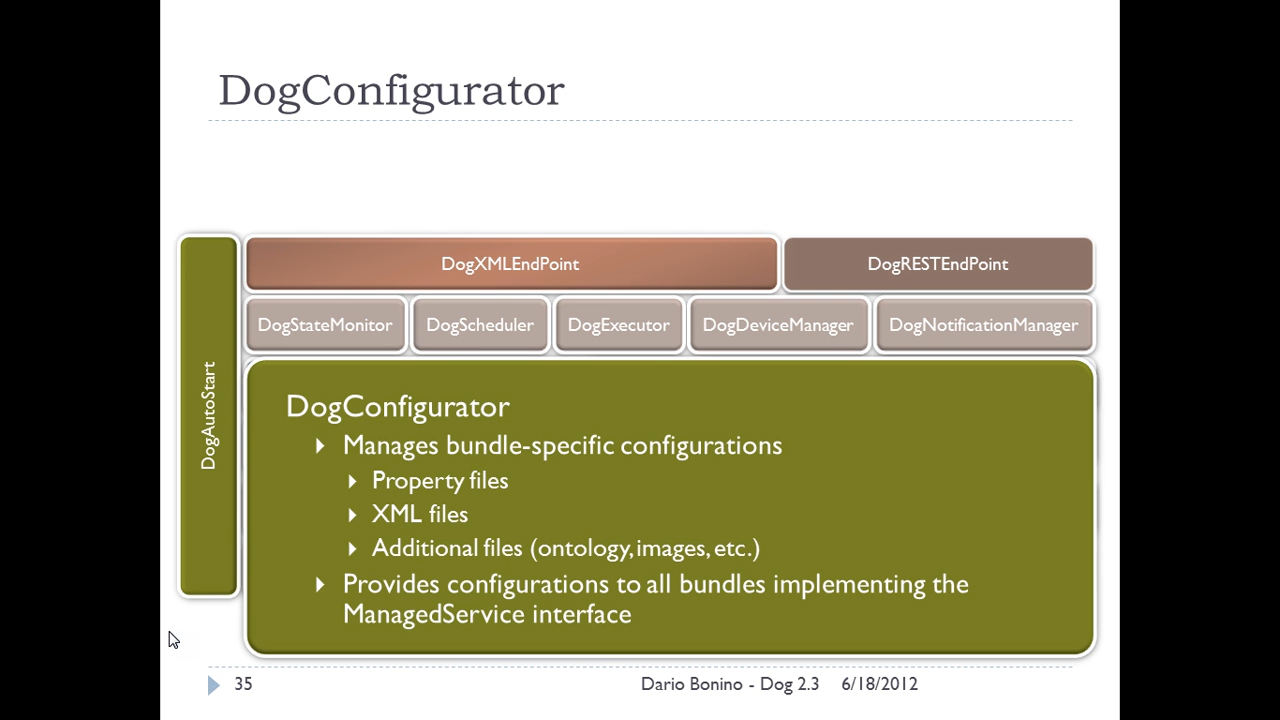 DogConfigurator
DogXMLEndPoint
DogRESTEndPoint
DogStateMonitor
DogScheduler
DogExecutor
DogDeviceManager
DogNotificationManager
DogAutoStart
DogConfigurator
Manages bundle-specific configurations
Property files
XML files
Additional files (ontology, images, etc.)
Provides configurations to all bundles implementing the
ManagedService interface
35
Dario Bonino - Dog 2.3
6/18/2012